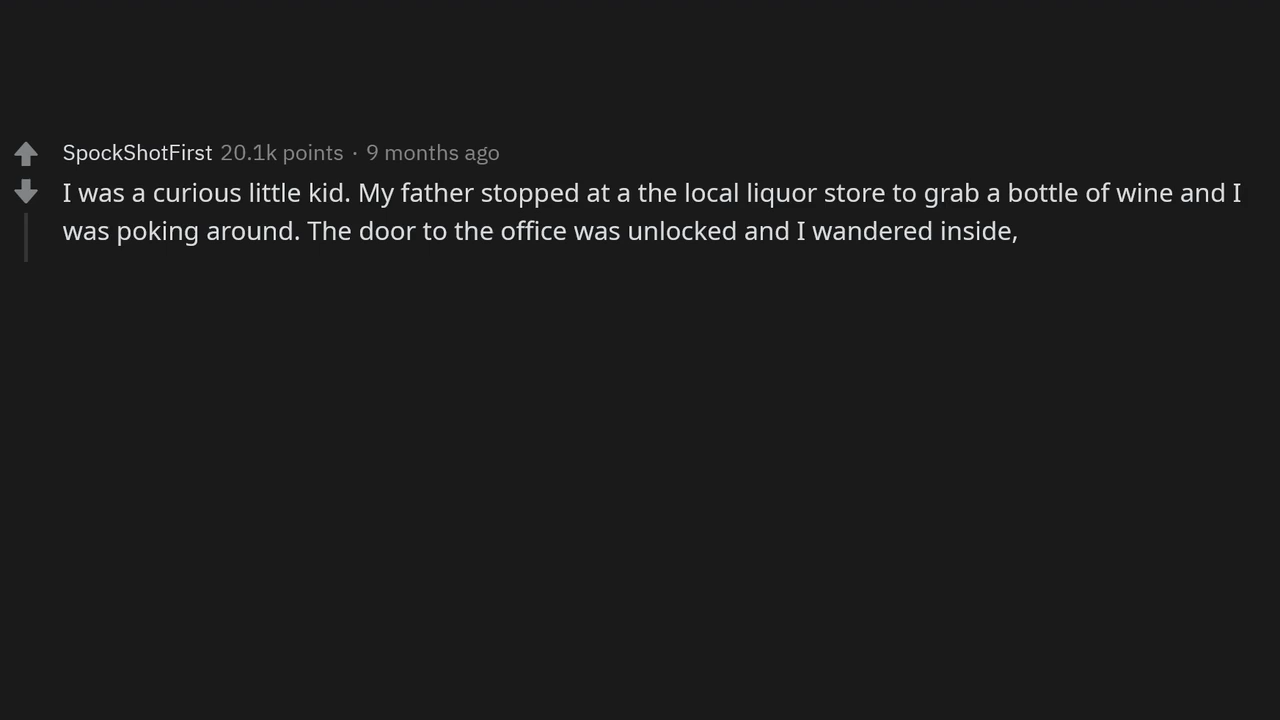 SpockShotFirst 20.1k points · 9 months ago
I was a curious little kid. My father stopped at a the local liquor store to grab a bottle of wine and I
was poking around. The door to the office was unlocked and I wandered inside,